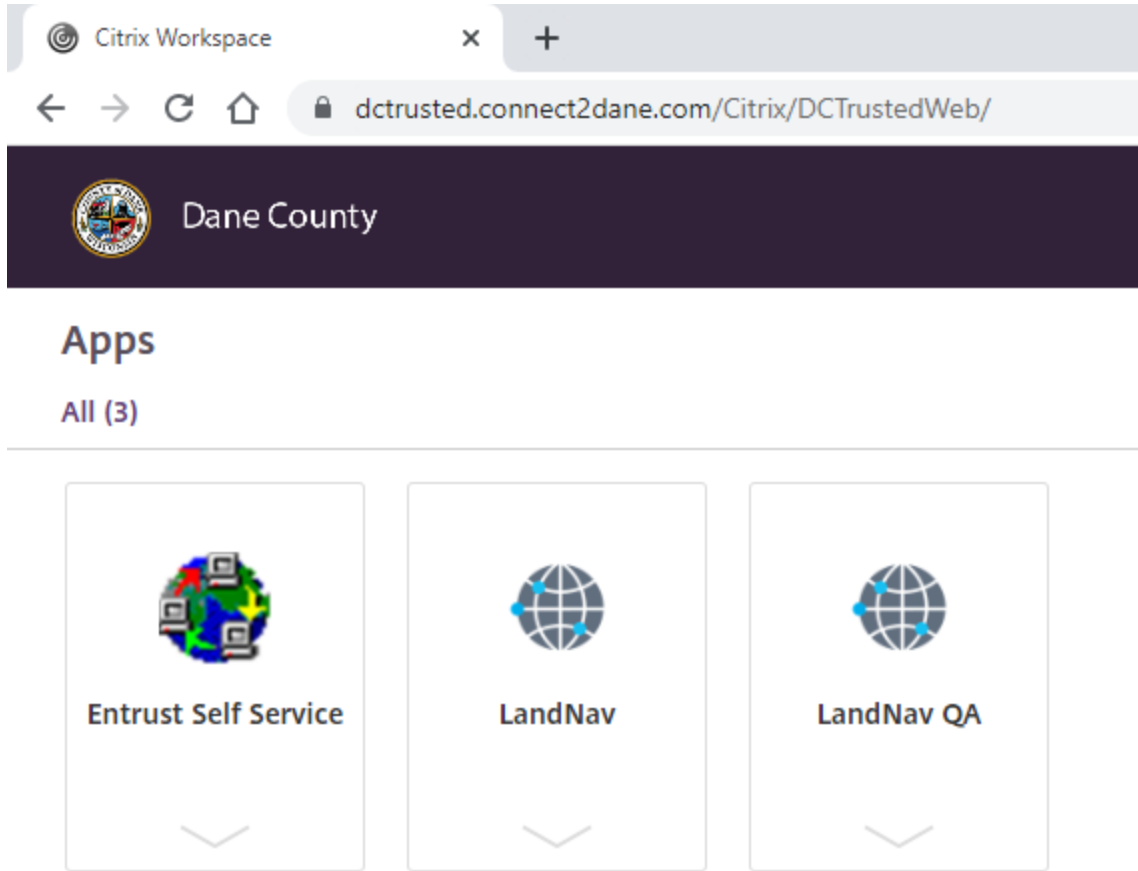 Citrix Workspace
dctrusted.connect2dane.com/Citrix/DCTrustedWeb/
Dane County
Apps
All (3)
Entrust Self Service
LandNav
LandNav QA